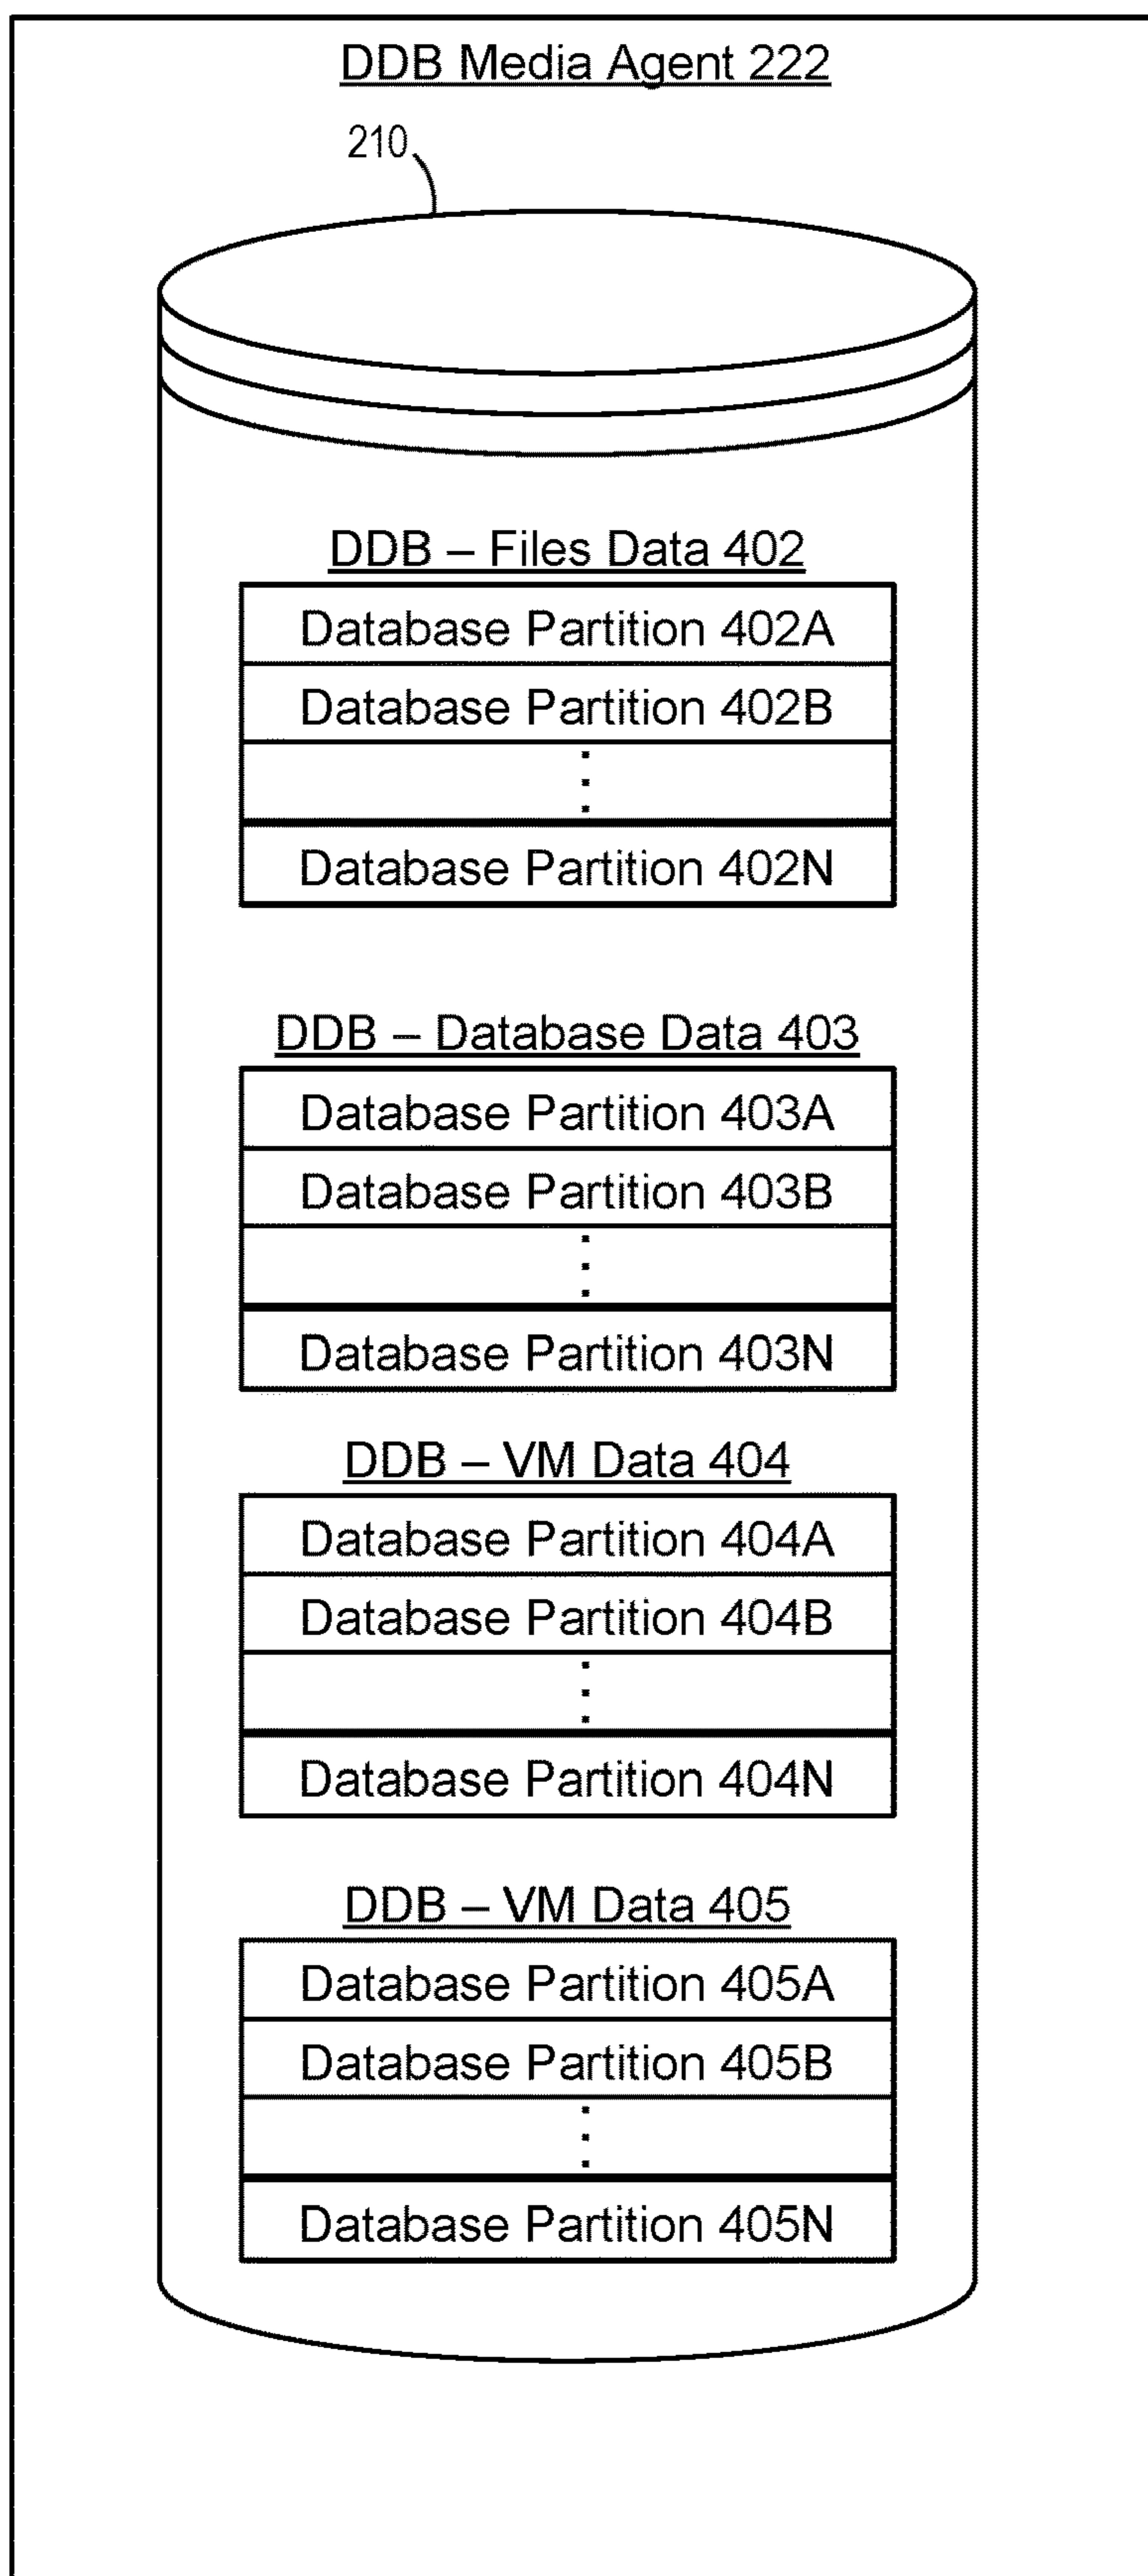 DDB Media Agent 222
210
DDB – Files Data 402
Database Partition 402A
Database Partition 402B
⋮
Database Partition 402N
DDB – Database Data 403
Database Partition 403A
Database Partition 403B
⋮
Database Partition 403N
DDB – VM Data 404
Database Partition 404A
Database Partition 404B
⋮
Database Partition 404N
DDB – VM Data 405
Database Partition 405A
Database Partition 405B
⋮
Database Partition 405N